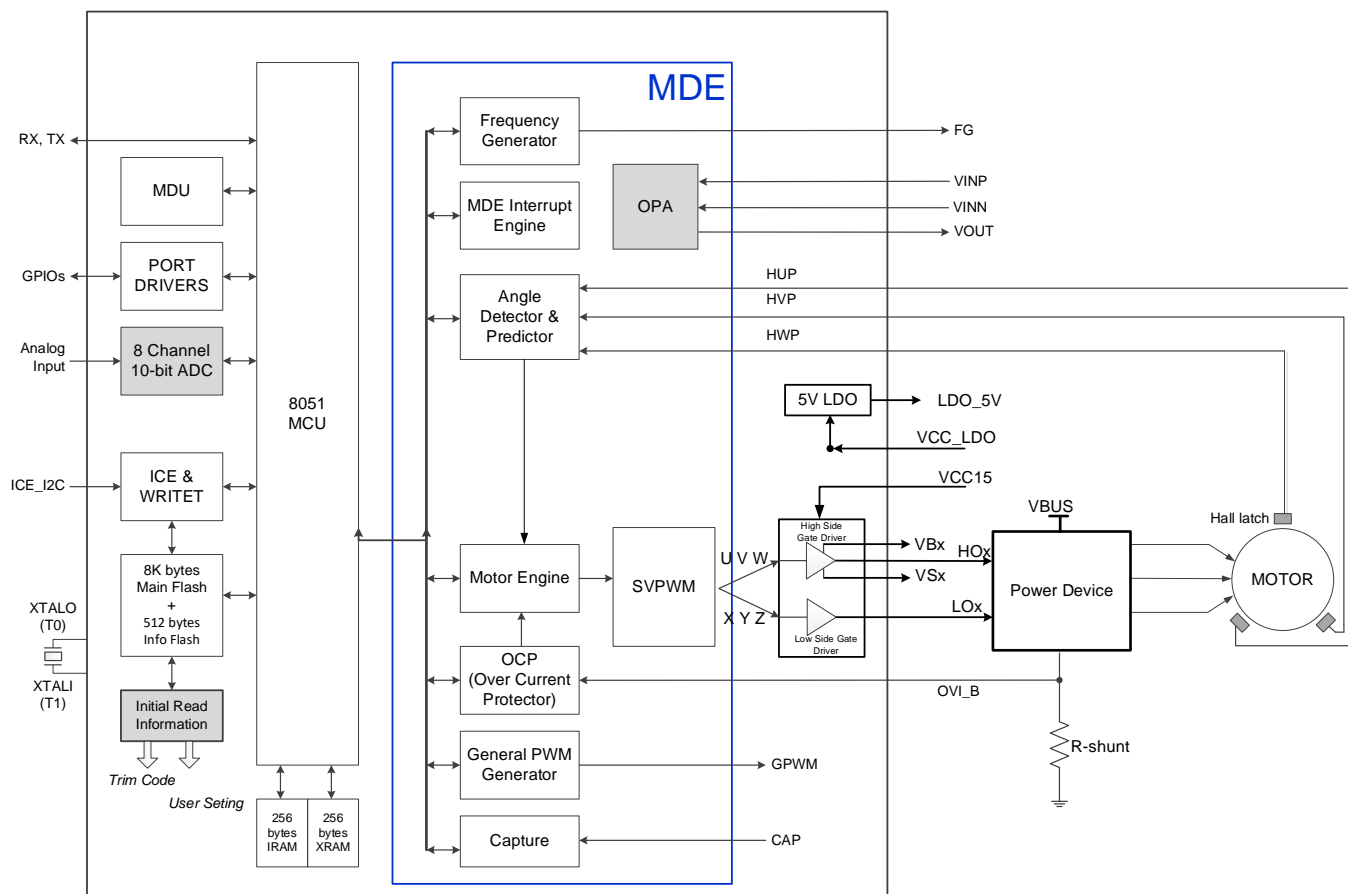 MDE
Frequency
Generator
FG
RX, TX
MDU
MDE Interrupt
Engine
OPA
VINP
VINN
VOUT
GPIOs
PORT
DRIVERS
Angle
Detector &
Predictor
HUP
HVP
HWP
Analog
Input
8 Channel
10-bit ADC
8051
MCU
5V LDO
LDO_5V
VCC_LDO
ICE_I2C
ICE &
WRITET
VCC15
High Side
Gate Driver
VBx
HOx
VSx
VBUS
Hall latch
8K bytes
Main Flash
+
512 bytes
Info Flash
Motor Engine
SVPWM
U V W
X Y Z
LOx
Low Side Gate
Driver
Power Device
MOTOR
XTALO
(T0)
XTALI
(T1)
OCP
(Over Current
Protector)
OVI_B
Initial Read
Information
R-shunt
General PWM
Generator
GPWM
Trim Code
User Seting
256
bytes
IRAM
256
bytes
XRAM
Capture
CAP